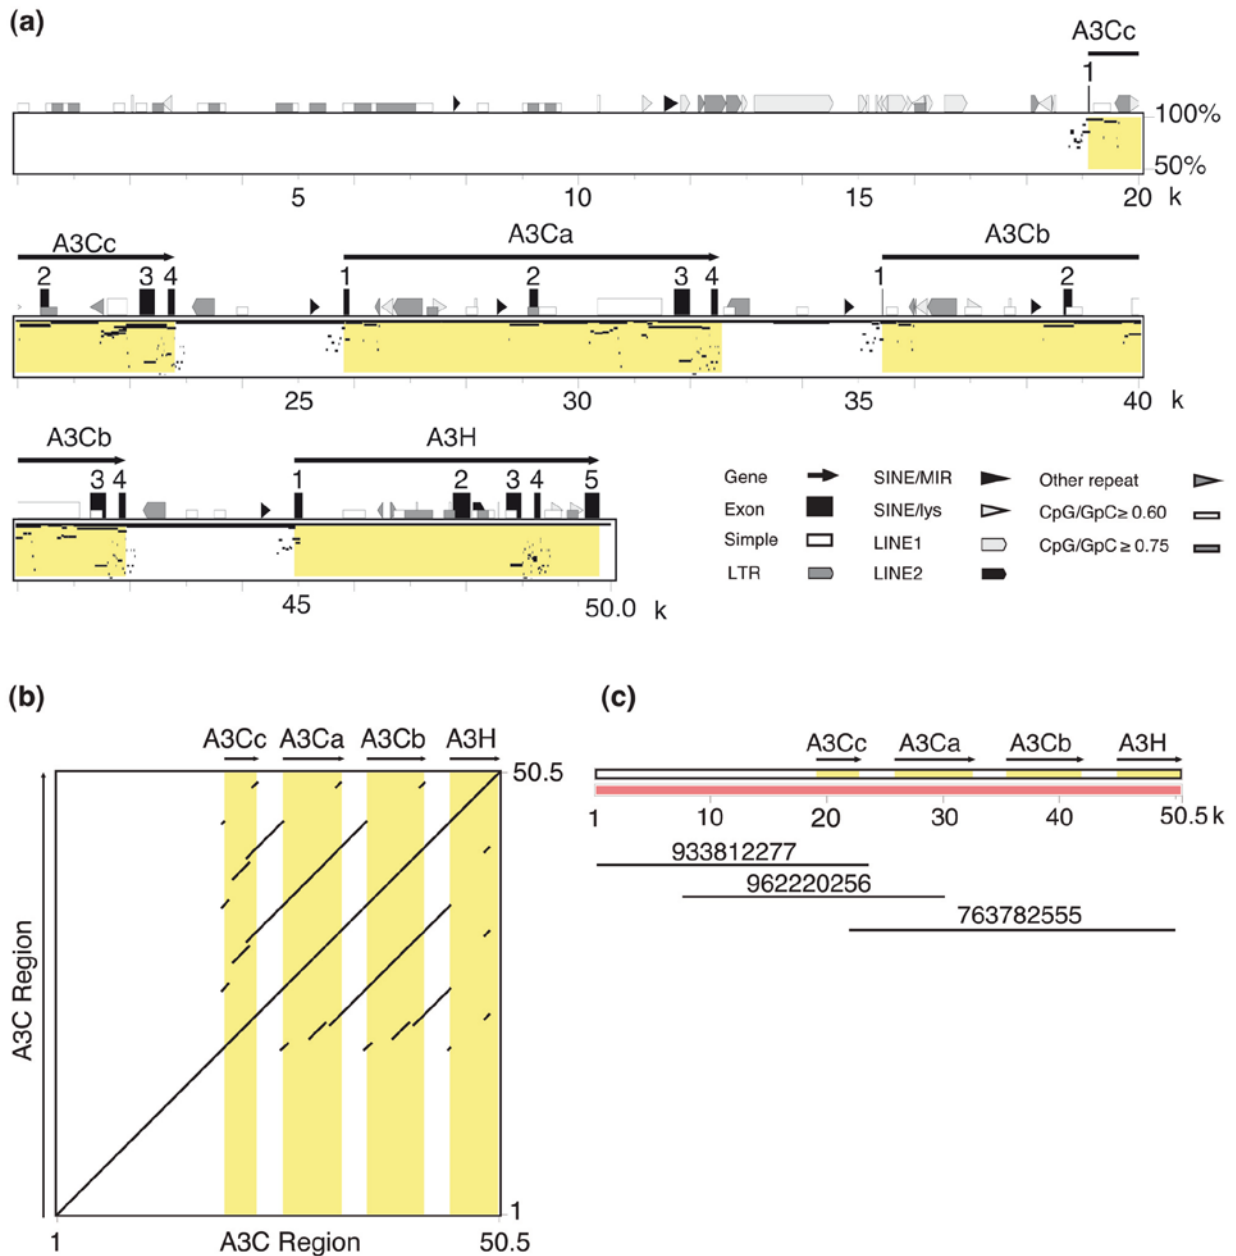 (a)
A3Cc
1
100%
50%
5 10 15 20 k
A3Cc A3Ca A3Cb
2 3 4 1 2 3 4 1 2
25 30 35 40 k
A3Cb A3H
3 4 1 2 3 4 5
45 50.0 k
Gene SINE/MIR Other repeat
Exon SINE/lys CpG/GpC≥ 0.60
Simple LINE1 CpG/GpC ≥ 0.75
LTR LINE2
(b)
A3Cc A3Ca A3Cb A3H
50.5
A3C Region
1
1 A3C Region 50.5
(c)
A3Cc A3Ca A3Cb A3H
1 10 20 30 40 50.5 k
933812277
962220256
763782555